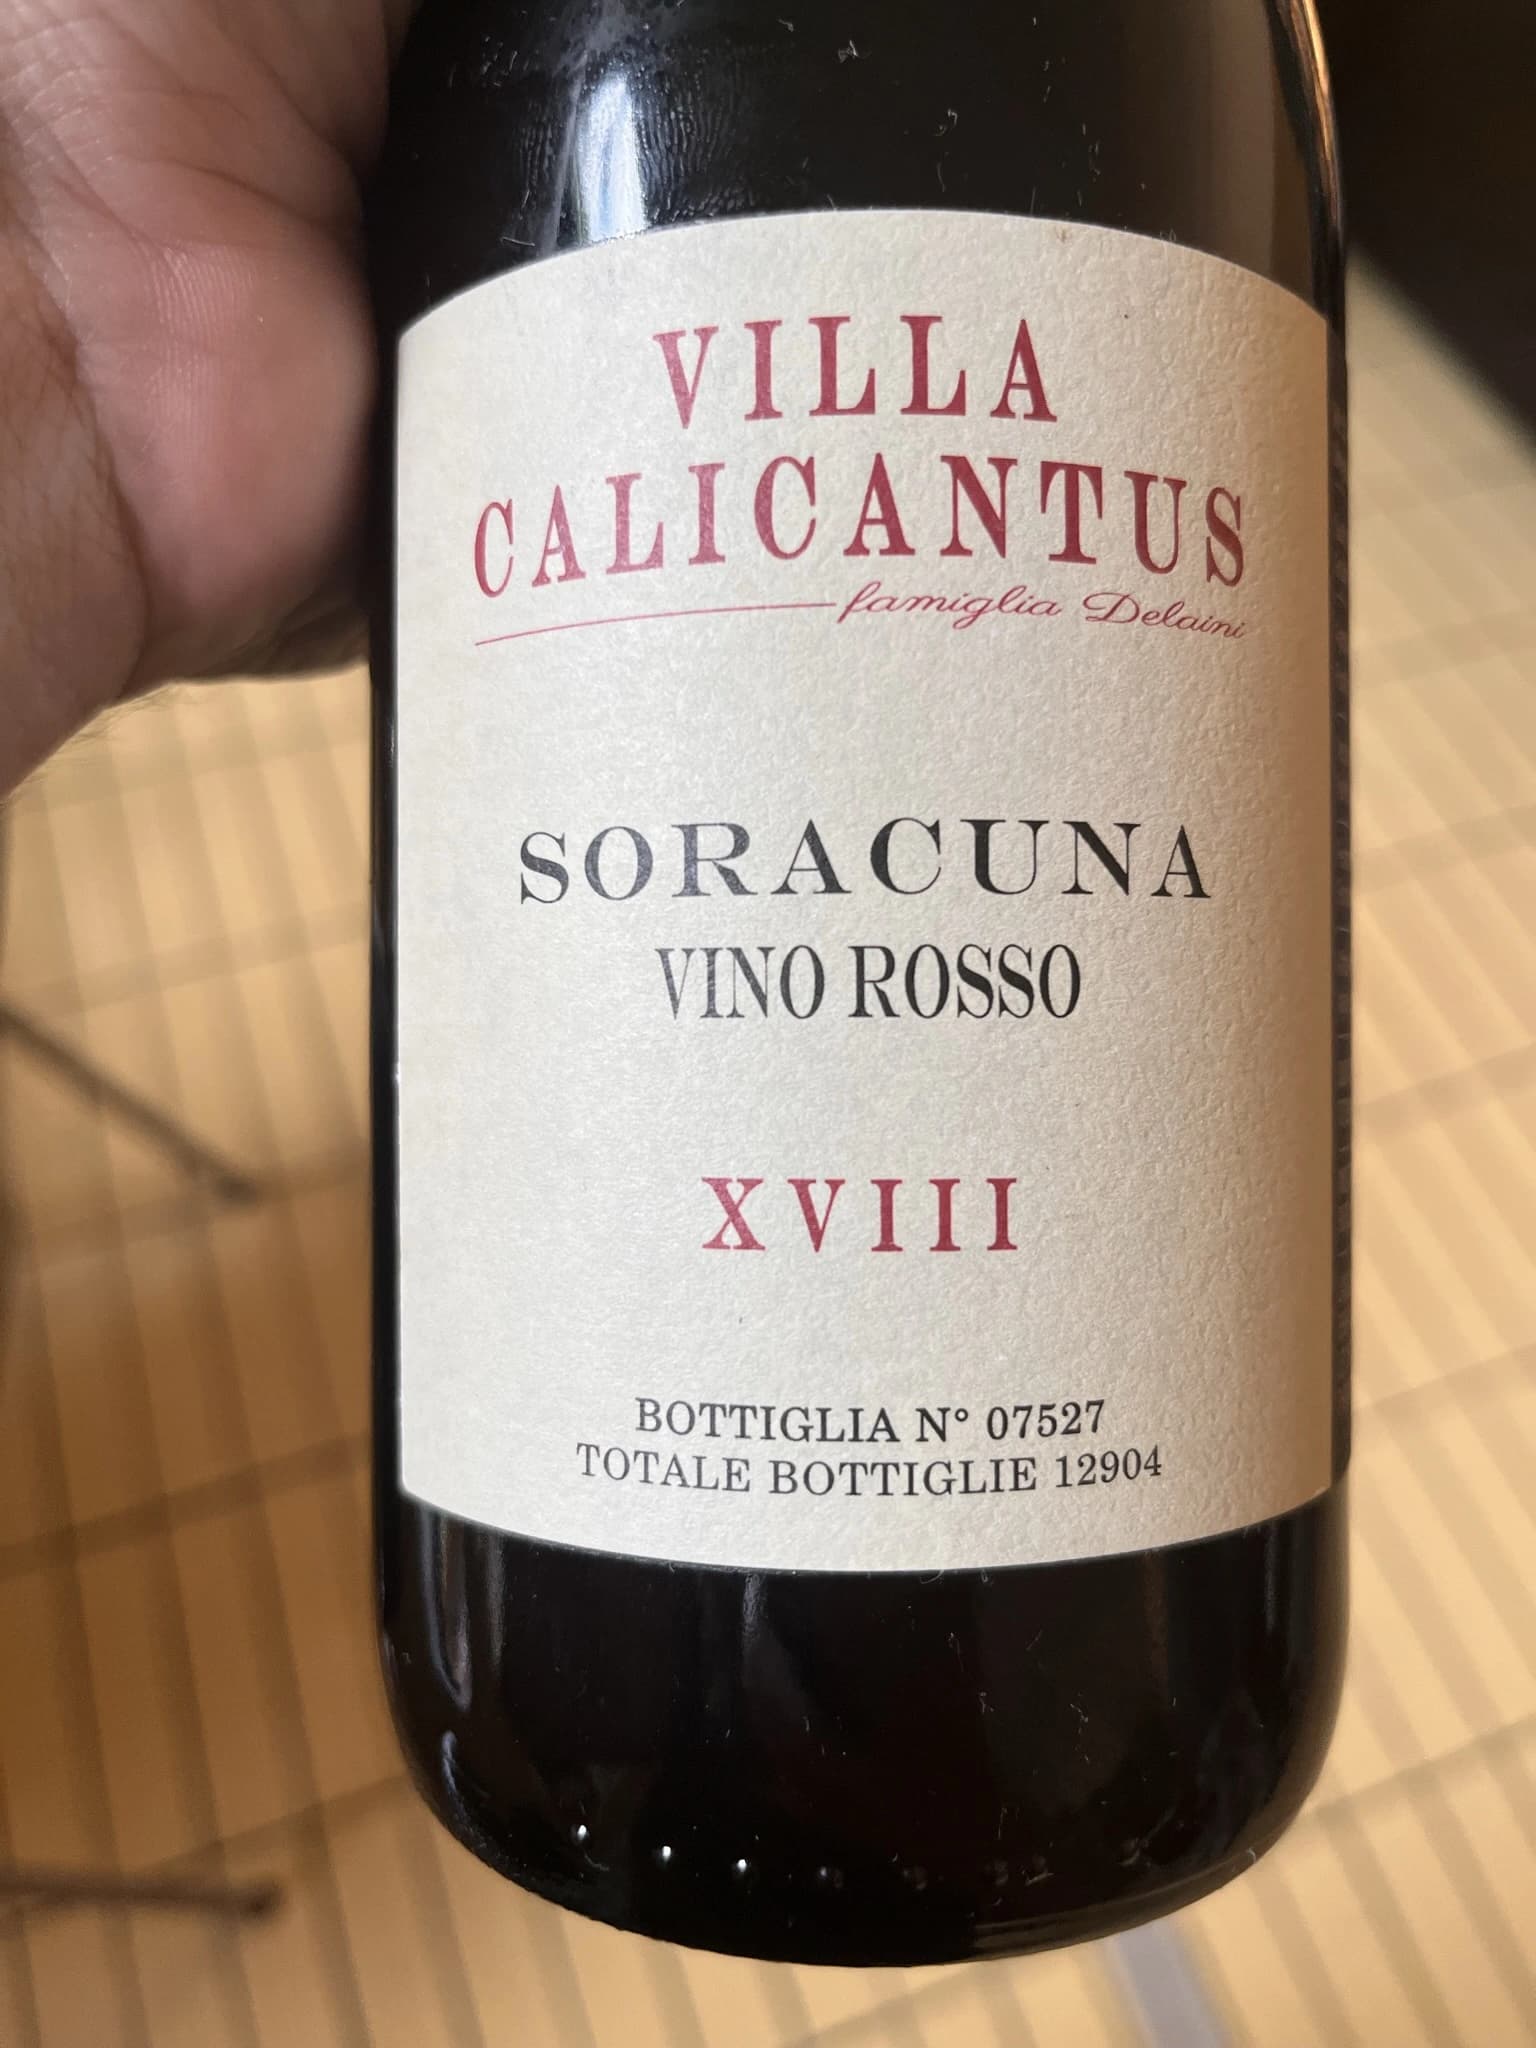 VILLA
CALICANTUS
famiglia Delaini
SORACUNA
VINO ROSSO
XVIII
BOTTIGLIA N° 07527
TOTALE BOTTIGLIE 12904